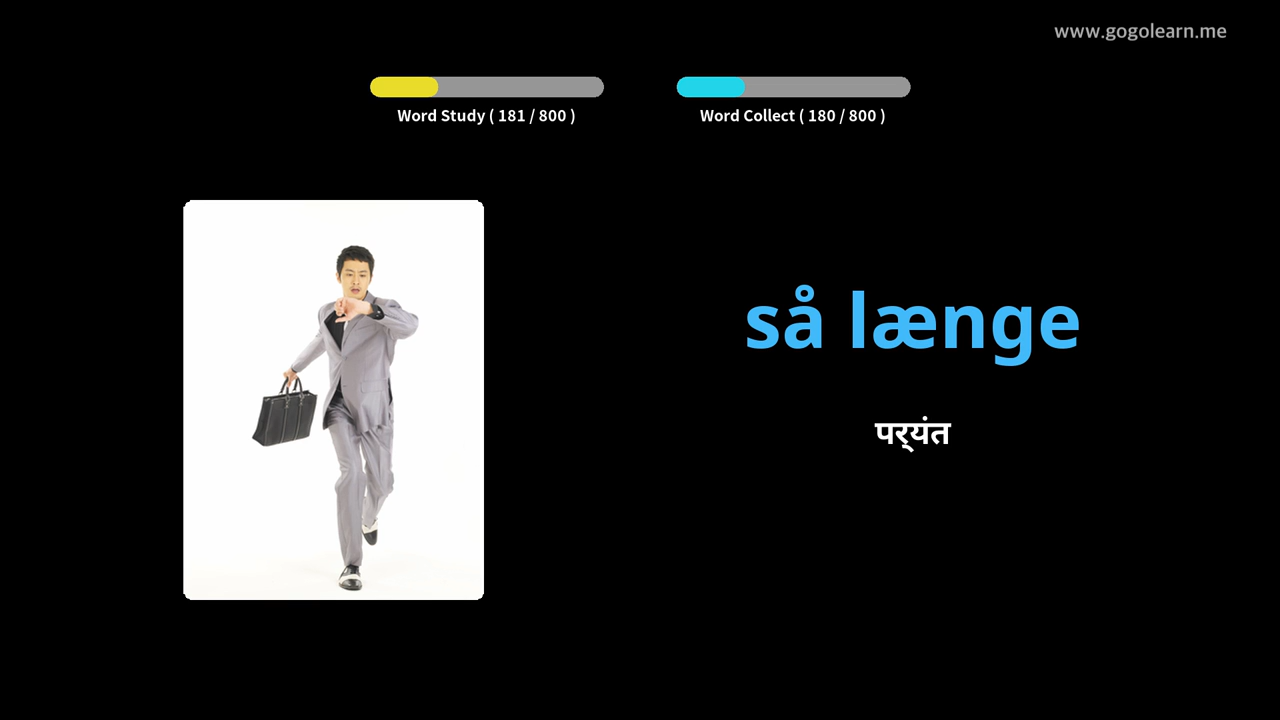 www.gogolearn.me
Word Study ( 181 / 800 )
Word Collect ( 180 / 800 )
så længe
पर्‍यंत